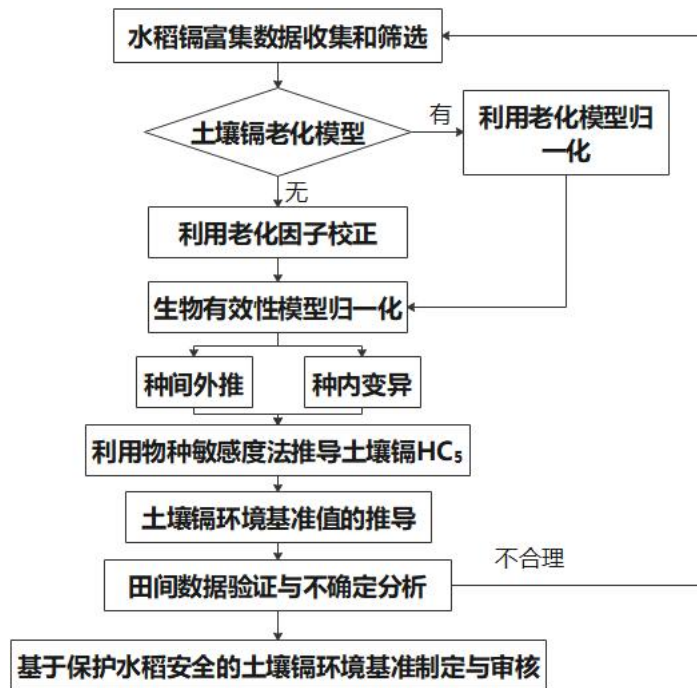 水稻镉富集数据收集和筛选
土壤镉老化模型
有
利用老化模型归
一化
无
利用老化因子校正
生物有效性模型归一化
种间外推
种内变异
利用物种敏感度法推导土壤镉HC₅
土壤镉环境基准值的推导
不合理
田间数据验证与不确定分析
基于保护水稻安全的土壤镉环境基准制定与审核